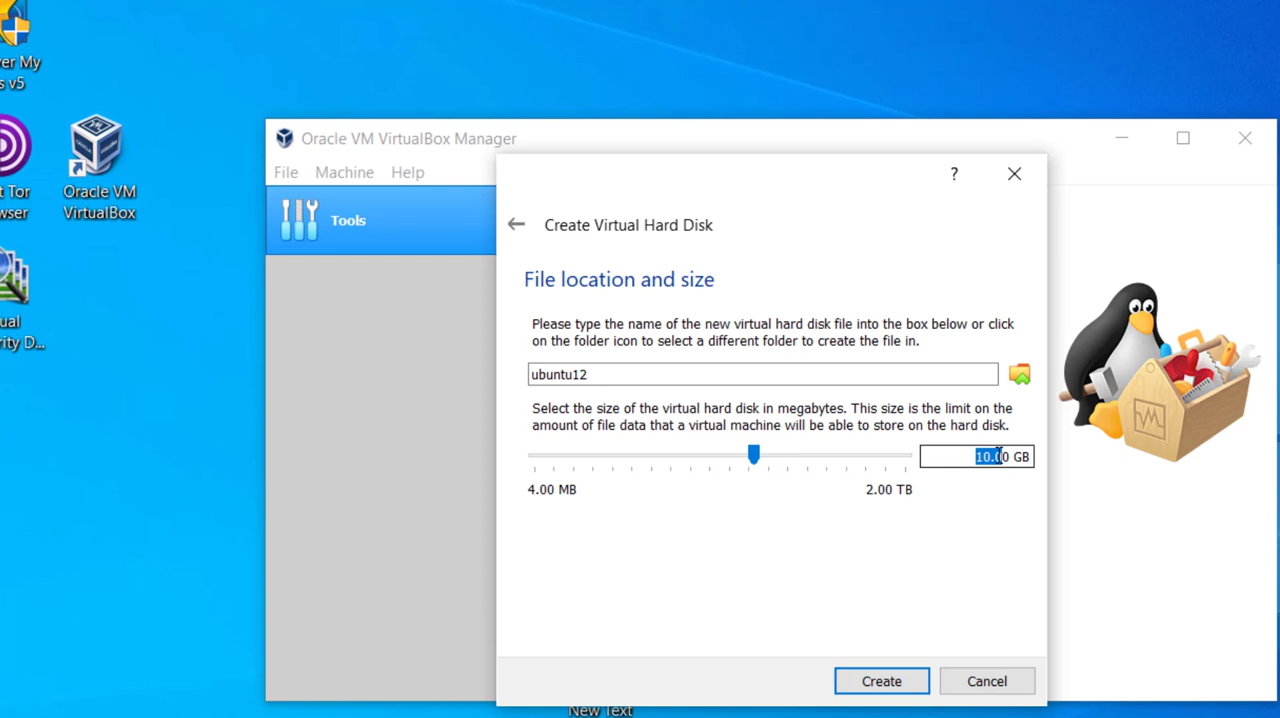 er My
s v5
t Tor
wser
Oracle VM
VirtualBox
ual
rity D...
Oracle VM VirtualBox Manager
File Machine Help
Tools
?
Create Virtual Hard Disk
File location and size
Please type the name of the new virtual hard disk file into the box below or click
on the folder icon to select a different folder to create the file in.
ubuntu12
Select the size of the virtual hard disk in megabytes. This size is the limit on the
amount of file data that a virtual machine will be able to store on the hard disk.
10.00 GB
4.00 MB 2.00 TB
Create Cancel
New Text